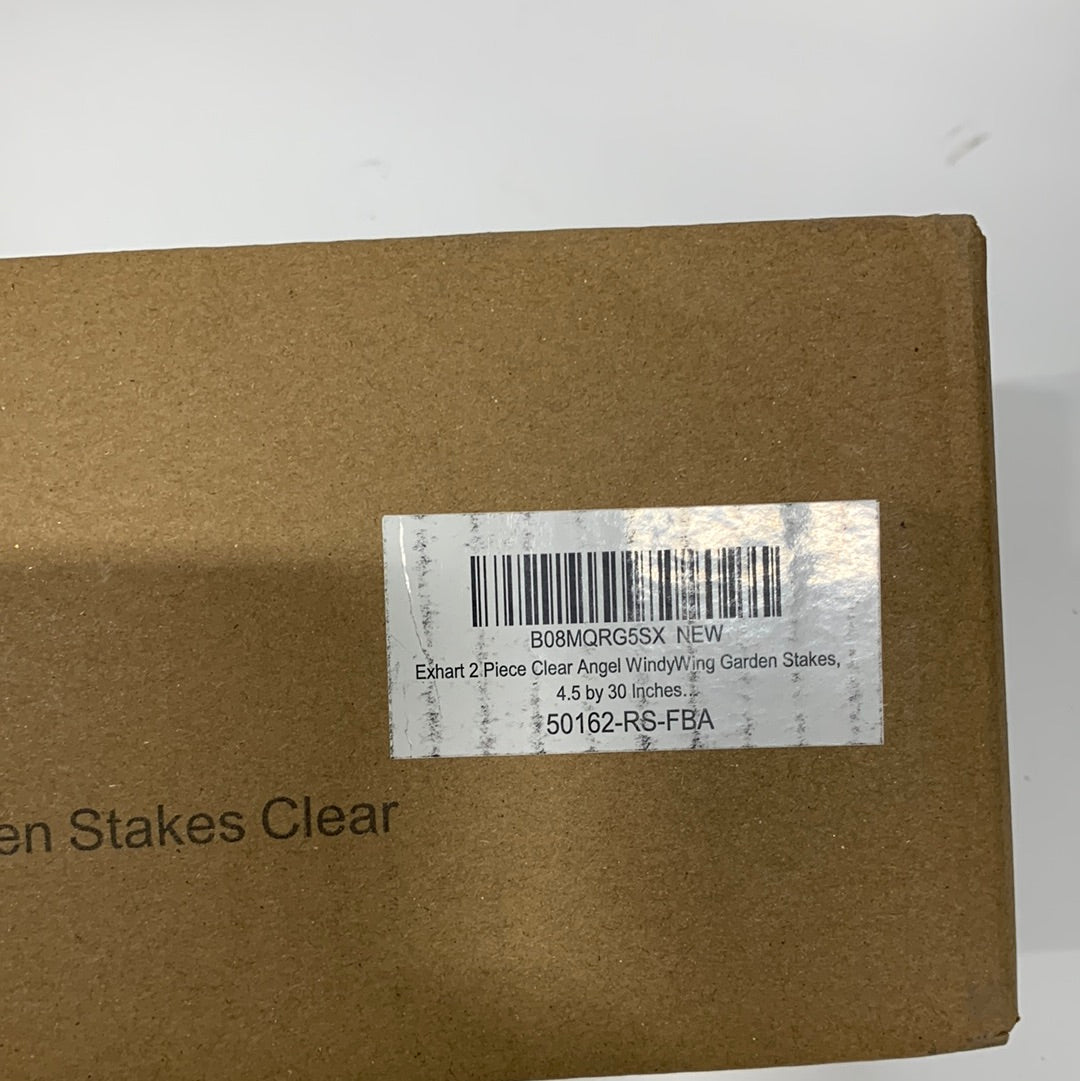 B08MQRG5SX NEW
Exhart 2 Piece Clear Angel WindyWing Garden Stakes,
4.5 by 30 Inches...
50162-RS-FBA
en Stakes Clear